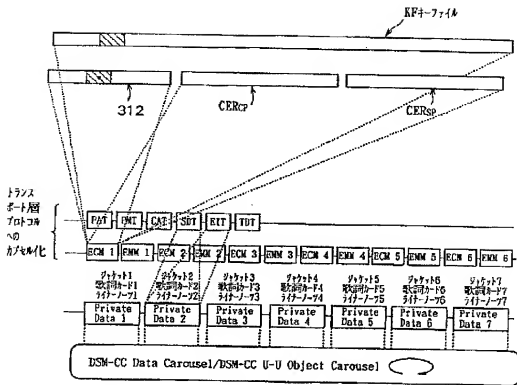 KFキーファイル
312 CERCP CERSP
トランス
ポート層
プロトコル
への
カプセル化
PAT PMT CAT SDT EIT TDT
ECM 1 EMM 1 ECM 2 EMM 2 ECM 3 EMM 3 ECM 4 EMM 4 ECM 5 EMM 5 ECM 6 EMM 6
ジャケット1 ジャケット2 ジャケット3 ジャケット4 ジャケット5 ジャケット6 ジャケット7
歌詞カード1 歌詞カード2 歌詞カード3 歌詞カード4 歌詞カード5 歌詞カード6 歌詞カード7
ライナーノーツ1 ライナーノーツ2 ライナーノーツ3 ライナーノーツ4 ライナーノーツ5 ライナーノーツ6 ライナーノーツ7
Private Private Private Private Private Private Private
Data 1 Data 2 Data 3 Data 4 Data 5 Data 6 Data 7
DSM-CC Data Carousel/DSM-CC U-U Object Carousel